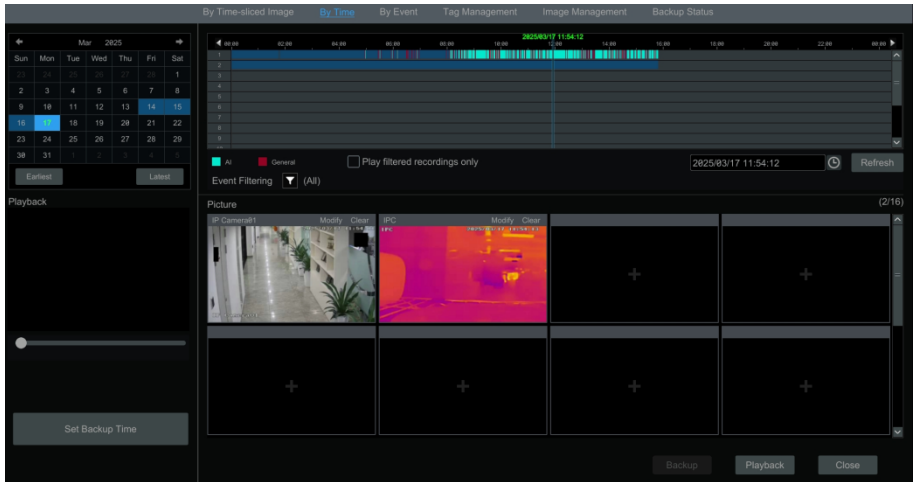 By Time-sliced Image By Time By Event Tag Management Image Management Backup Status
Mar 2025
Sun Mon Tue Wed Thu Fri Sat
23 24 25 26 27 28 1
2 3 4 5 6 7 8
9 10 11 12 13 14 15
16 17 18 19 20 21 22
23 24 25 26 27 28 29
30 31 1 2 3 4 5
Earliest Latest
2025/03/17 11:54:12
00:00 02:00 04:00 06:00 08:00 10:00 12:00 14:00 16:00 18:00 20:00 22:00 00:00
1
2
3
4
5
6
7
8
9
AI General Play filtered recordings only 2025/03/17 11:54:12 Refresh
Event Filtering (All)
Playback
Picture (2/16)
IP Camera01 Modify Clear IPC Modify Clear
IPC
Set Backup Time
Backup Playback Close